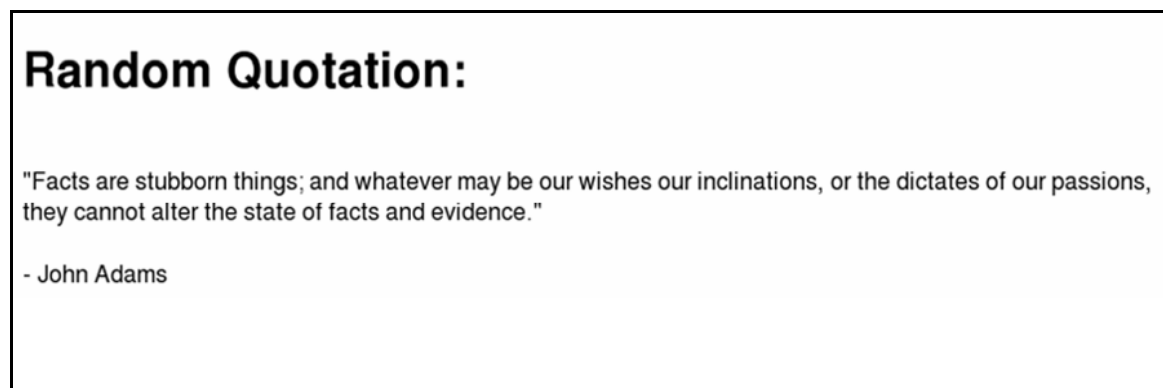 Random Quotation:
"Facts are stubborn things; and whatever may be our wishes our inclinations, or the dictates of our passions,
they cannot alter the state of facts and evidence."
- John Adams